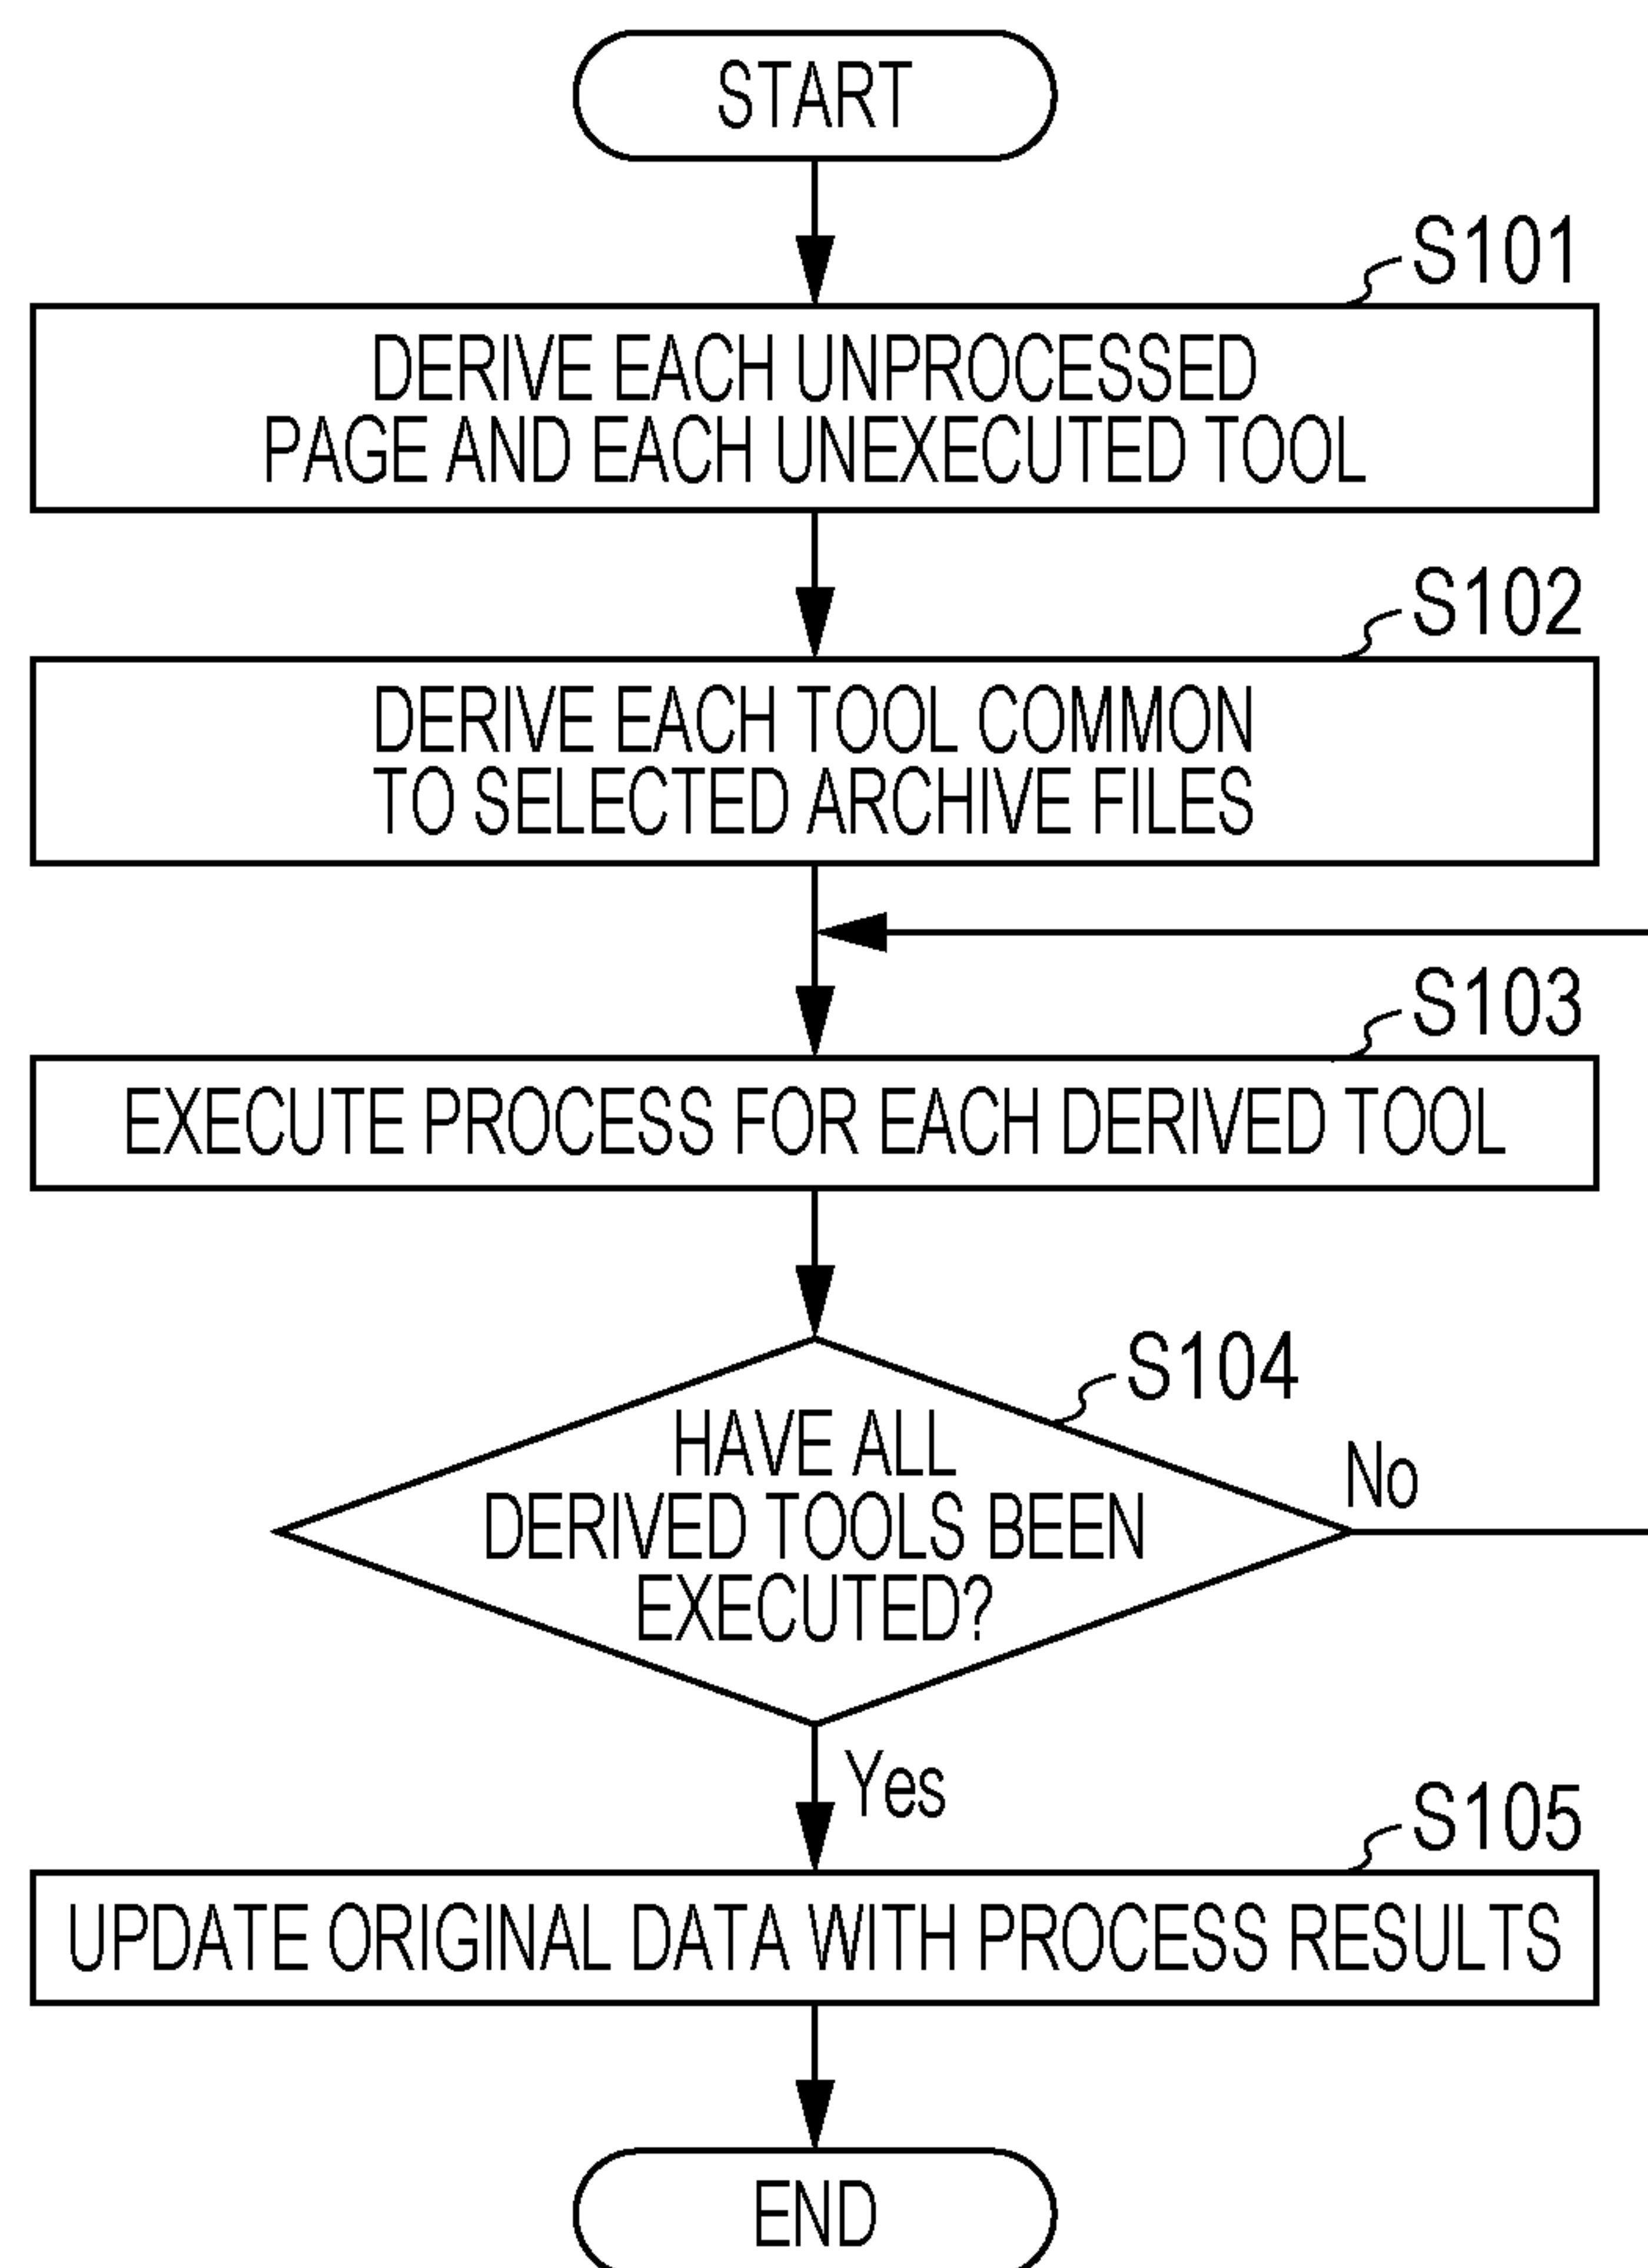 START
S101
DERIVE EACH UNPROCESSED
PAGE AND EACH UNEXECUTED TOOL
S102
DERIVE EACH TOOL COMMON
TO SELECTED ARCHIVE FILES
S103
EXECUTE PROCESS FOR EACH DERIVED TOOL
S104
HAVE ALL
DERIVED TOOLS BEEN
EXECUTED?
No
Yes
S105
UPDATE ORIGINAL DATA WITH PROCESS RESULTS
END